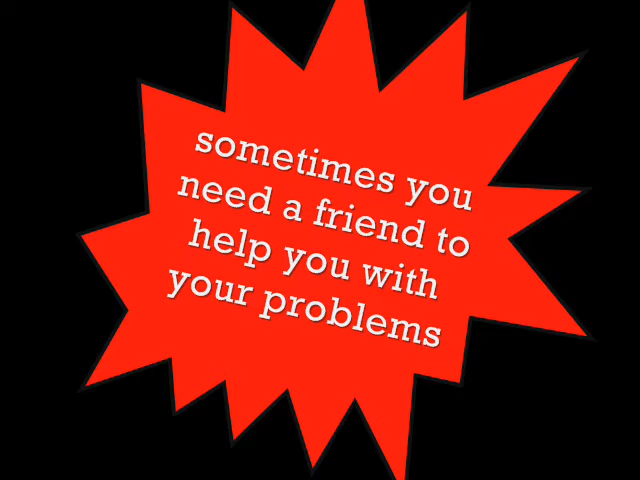 sometimes you
need a friend to
help you with
your problems